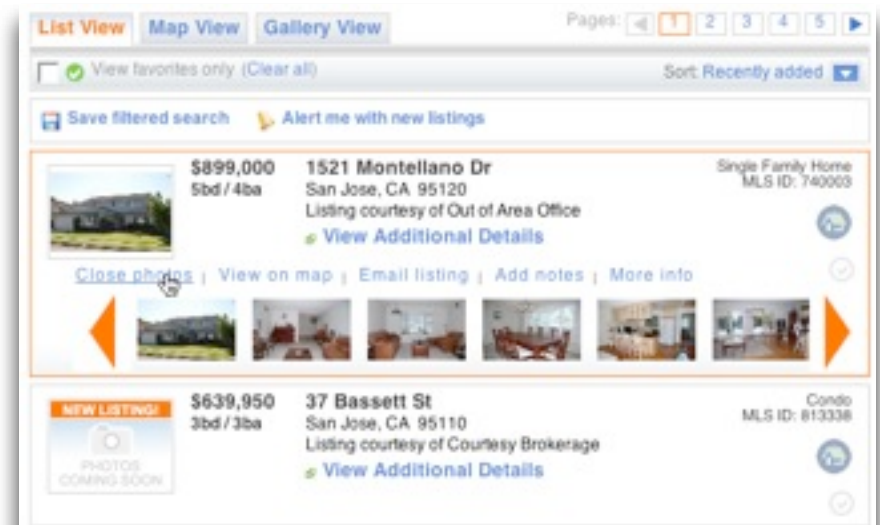 List View Map View Gallery View Pages: 1 2 3 4 5
View favorites only (Clear all) Sort: Recently added
Save filtered search Alert me with new listings
$899,000 1521 Montellano Dr Single Family Home
5bd / 4ba San Jose, CA 95120 MLS ID: 740003
Listing courtesy of Out of Area Office
View Additional Details
Close photos | View on map | Email listing | Add notes | More info
NEW LISTING! $639,950 37 Bassett St Condo
3bd / 3ba San Jose, CA 95110 MLS ID: 813338
PHOTOS COMING SOON Listing courtesy of Courtesy Brokerage
View Additional Details